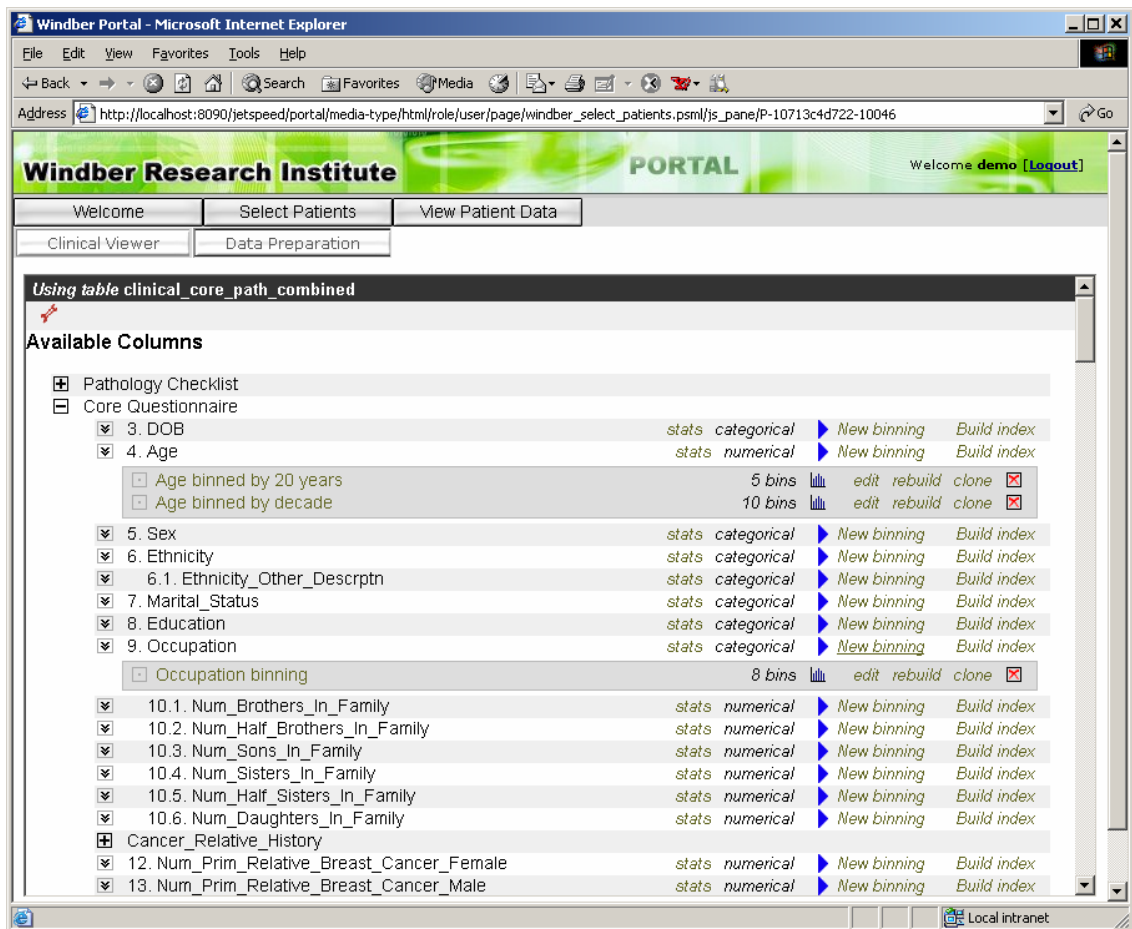 Windber Portal - Microsoft Internet Explorer
File Edit View Favorites Tools Help
Back Search Favorites Media
Address http://localhost:8090/jetspeed/portal/media-type/html/role/user/page/windber_select_patients.psml/js_pane/P-10713c4d722-10046 Go
Windber Research Institute PORTAL Welcome demo [Logout]
Welcome Select Patients View Patient Data
Clinical Viewer Data Preparation
Using table clinical_core_path_combined
Available Columns
Pathology Checklist
Core Questionnaire
3. DOB stats categorical New binning Build index
4. Age stats numerical New binning Build index
Age binned by 20 years 5 bins edit rebuild clone
Age binned by decade 10 bins edit rebuild clone
5. Sex stats categorical New binning Build index
6. Ethnicity stats categorical New binning Build index
6.1. Ethnicity_Other_Descrptn stats categorical New binning Build index
7. Marital_Status stats categorical New binning Build index
8. Education stats categorical New binning Build index
9. Occupation stats categorical New binning Build index
Occupation binning 8 bins edit rebuild clone
10.1. Num_Brothers_In_Family stats numerical New binning Build index
10.2. Num_Half_Brothers_In_Family stats numerical New binning Build index
10.3. Num_Sons_In_Family stats numerical New binning Build index
10.4. Num_Sisters_In_Family stats numerical New binning Build index
10.5. Num_Half_Sisters_In_Family stats numerical New binning Build index
10.6. Num_Daughters_In_Family stats numerical New binning Build index
Cancer_Relative_History
12. Num_Prim_Relative_Breast_Cancer_Female stats numerical New binning Build index
13. Num_Prim_Relative_Breast_Cancer_Male stats numerical New binning Build index
Local intranet